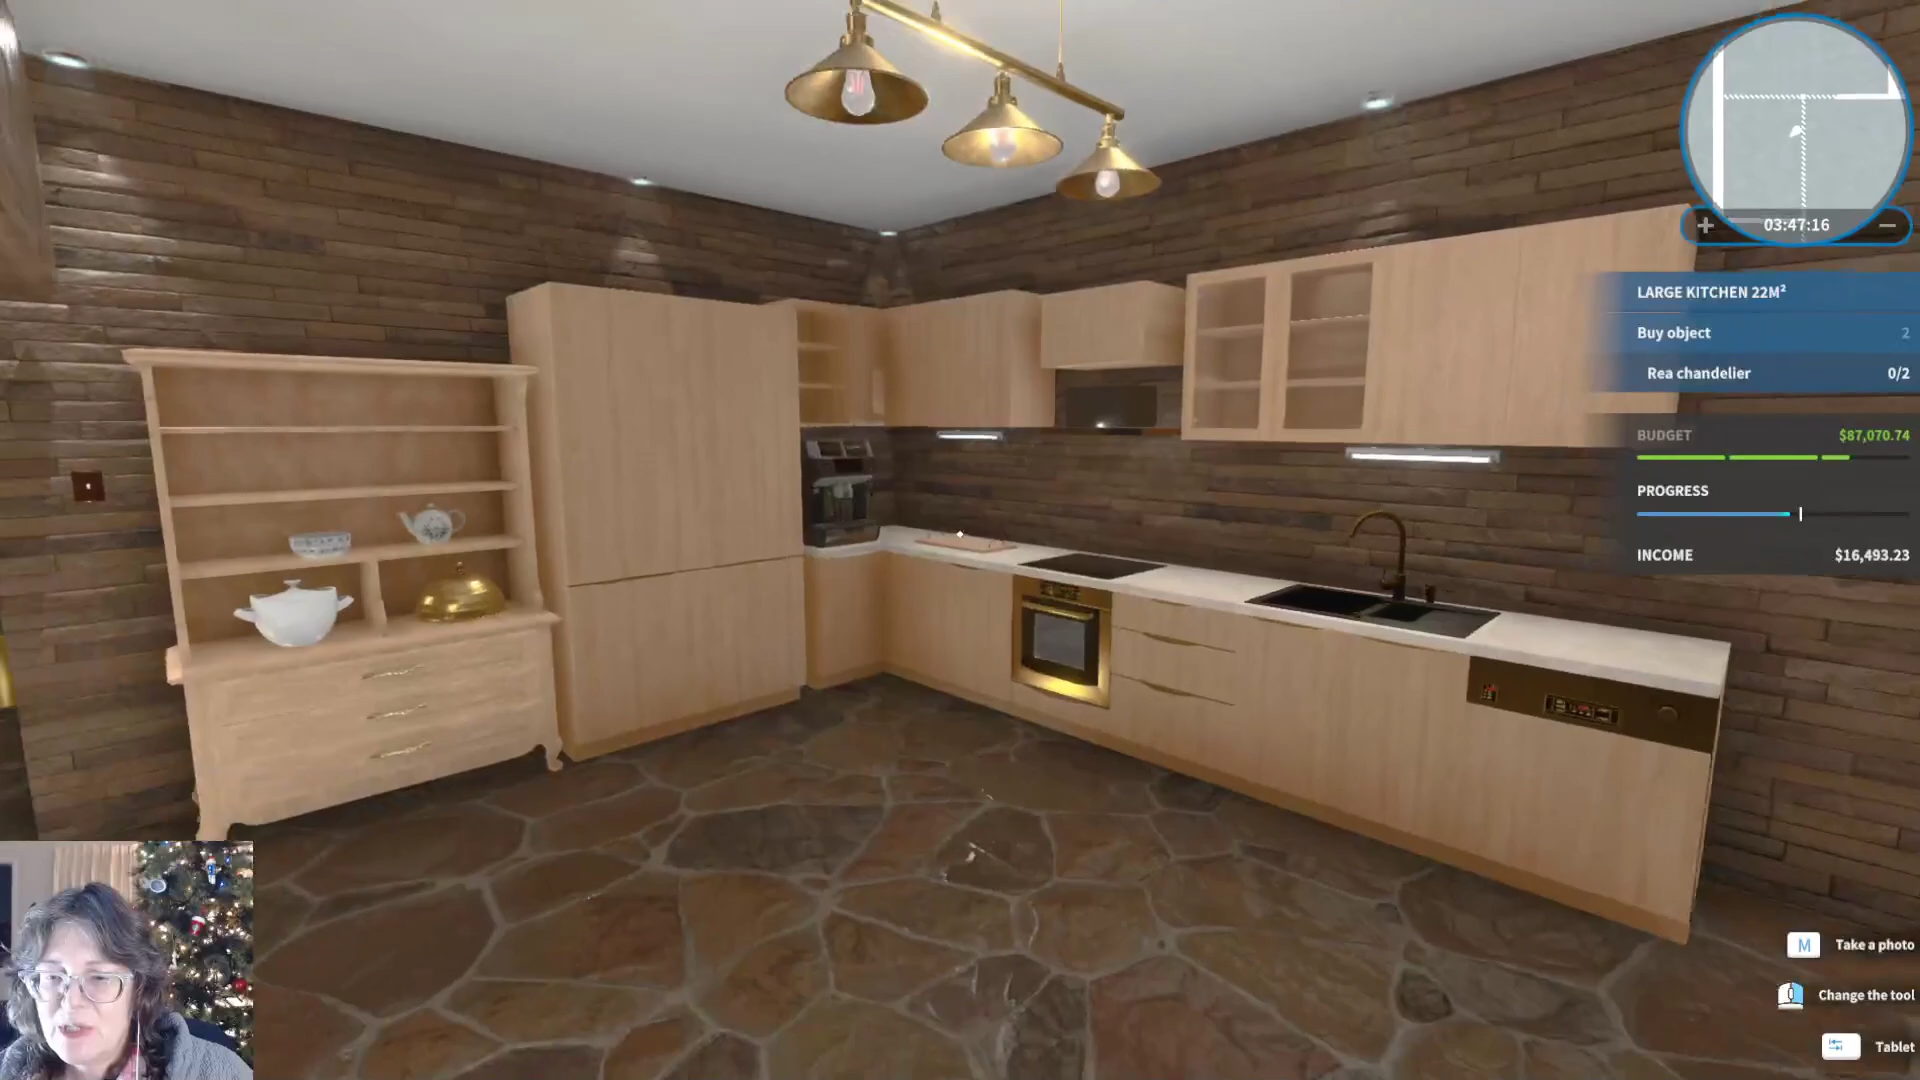 03:47:16
LARGE KITCHEN 22M²
Buy object 2
Rea chandelier 0/2
BUDGET $87,070.74
PROGRESS
INCOME $16,493.23
M Take a photo
Change the tool
Tablet